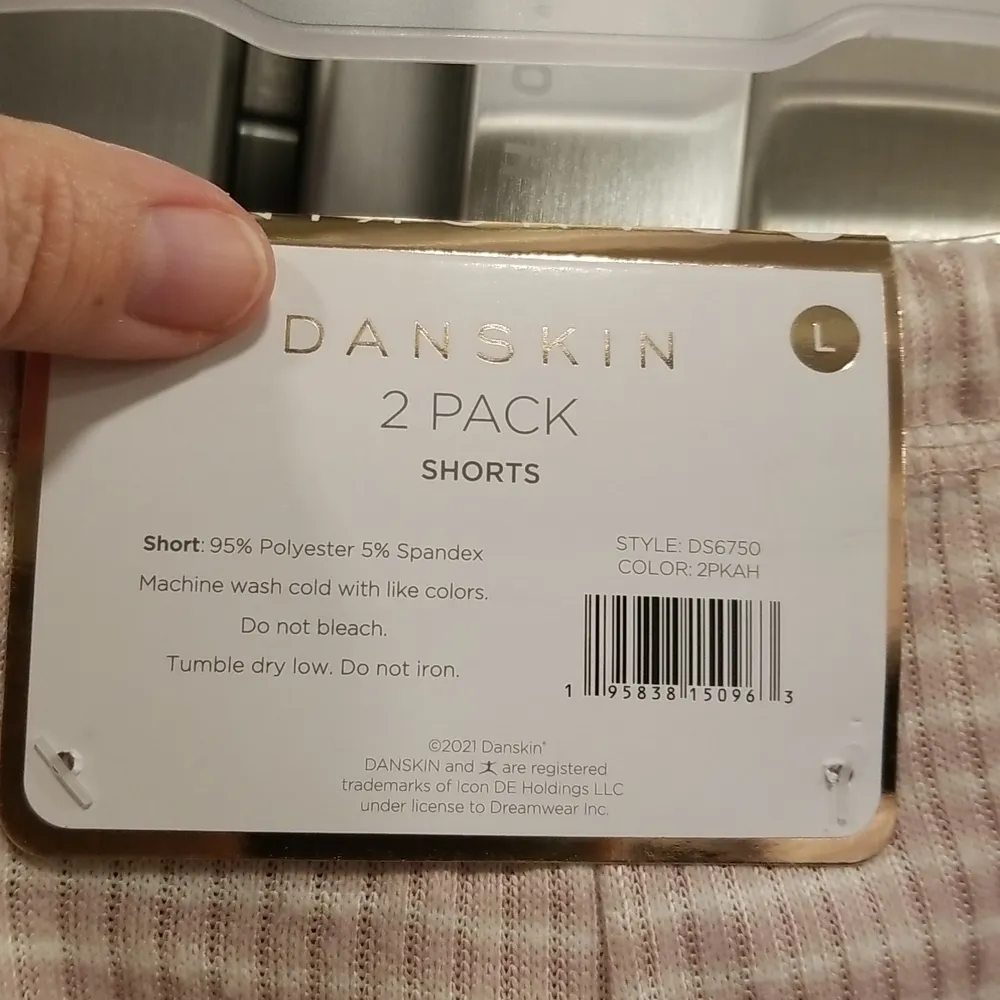 DANSKIN
L
2 PACK
SHORTS
Short: 95% Polyester 5% Spandex
Machine wash cold with like colors.
Do not bleach.
Tumble dry low. Do not iron.
STYLE: DS6750
COLOR: 2PKAH
1 95838 15096 3
©2021 Danskin®
DANSKIN and are registered
trademarks of Icon DE Holdings LLC
under license to Dreamwear Inc.